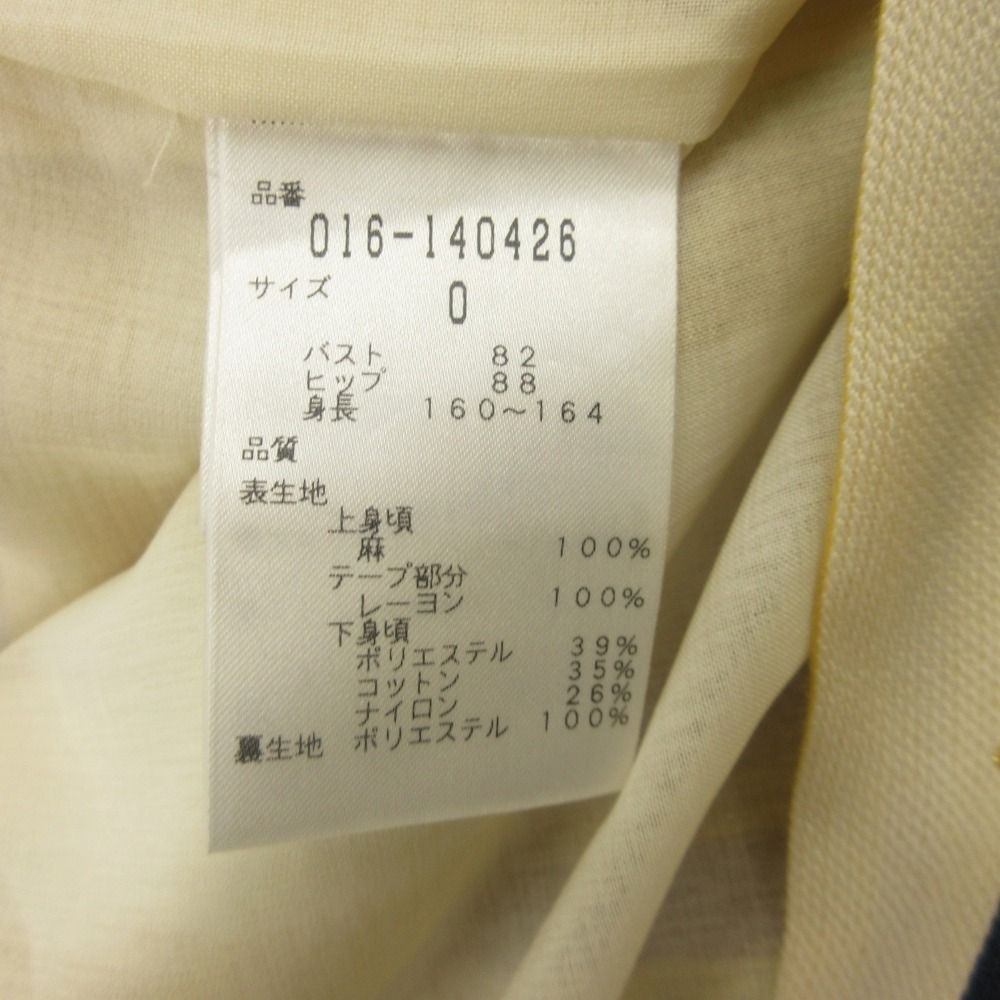 品番
016-140426
サイズ 0
バスト 82
ヒップ 88
身長 160～164
品質
表生地
上身頃
麻 100%
テープ部分
レーヨン 100%
下身頃
ポリエステル 39%
コットン 35%
ナイロン 26%
裏生地 ポリエステル 100%